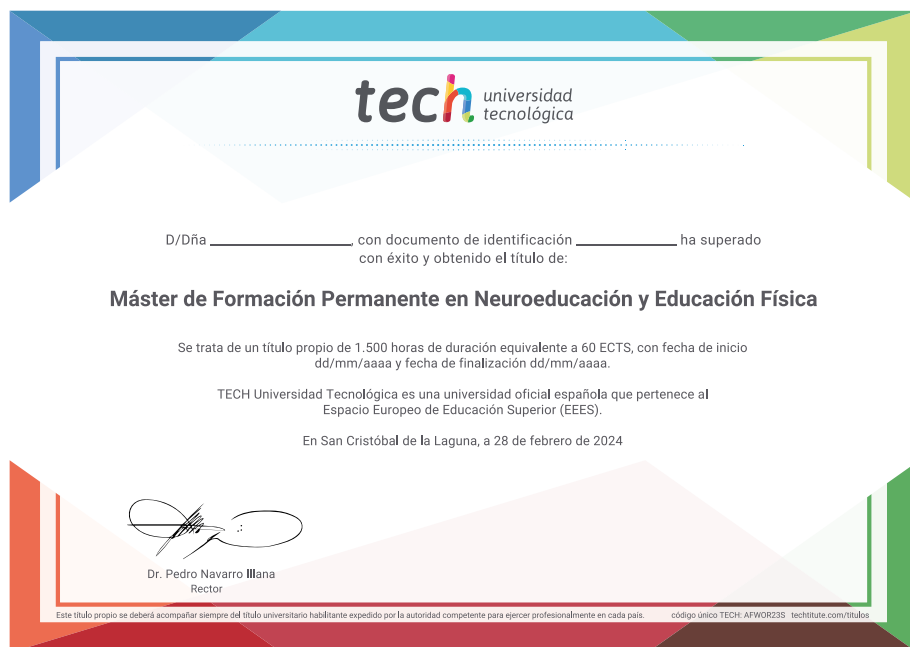 tech universidad
tecnológica
D/Dña ________________, con documento de identificación ____________ ha superado
con éxito y obtenido el título de:
Máster de Formación Permanente en Neuroeducación y Educación Física
Se trata de un título propio de 1.500 horas de duración equivalente a 60 ECTS, con fecha de inicio
dd/mm/aaaa y fecha de finalización dd/mm/aaaa.
TECH Universidad Tecnológica es una universidad oficial española que pertenece al
Espacio Europeo de Educación Superior (EEES).
En San Cristóbal de la Laguna, a 28 de febrero de 2024
Dr. Pedro Navarro Illana
Rector
Este título propio se deberá acompañar siempre del título universitario habilitante expedido por la autoridad competente para ejercer profesionalmente en cada país. código único TECH: AFWOR23S techtitute.com/titulos